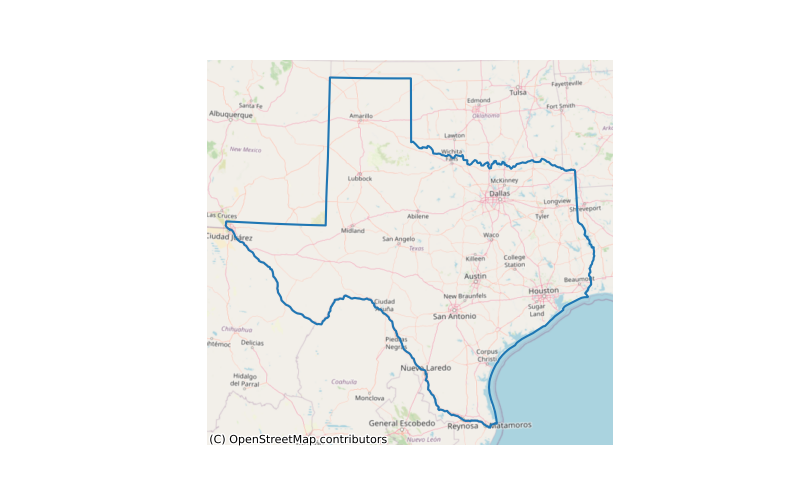 Fayetteville
Tulsa
Edmond
Santa Fe
Fort Smith
Albuquerque
Amarillo
Oklahoma
Lawton
New Mexico
Wichita
Lubbock
McKinney
Dallas
Longview
Shreveport
Las Cruces
Abilene
Tyler
Midland
Waco
Ciudad Juárez
San Angelo
Texas
Killeen
College
Station
Austin
Beaumont
Houston
New Braunfels
Ciudad
Acuña
Sugar
Land
San Antonio
Chihuahua
Delicias
Piedras
Negras
Corpus
Christi
Nuevo Laredo
Hidalgo
del Parral
Coahuila
Monclova
General Escobedo
Reynosa
Matamoros
Nuevo León
(C) OpenStreetMap contributors